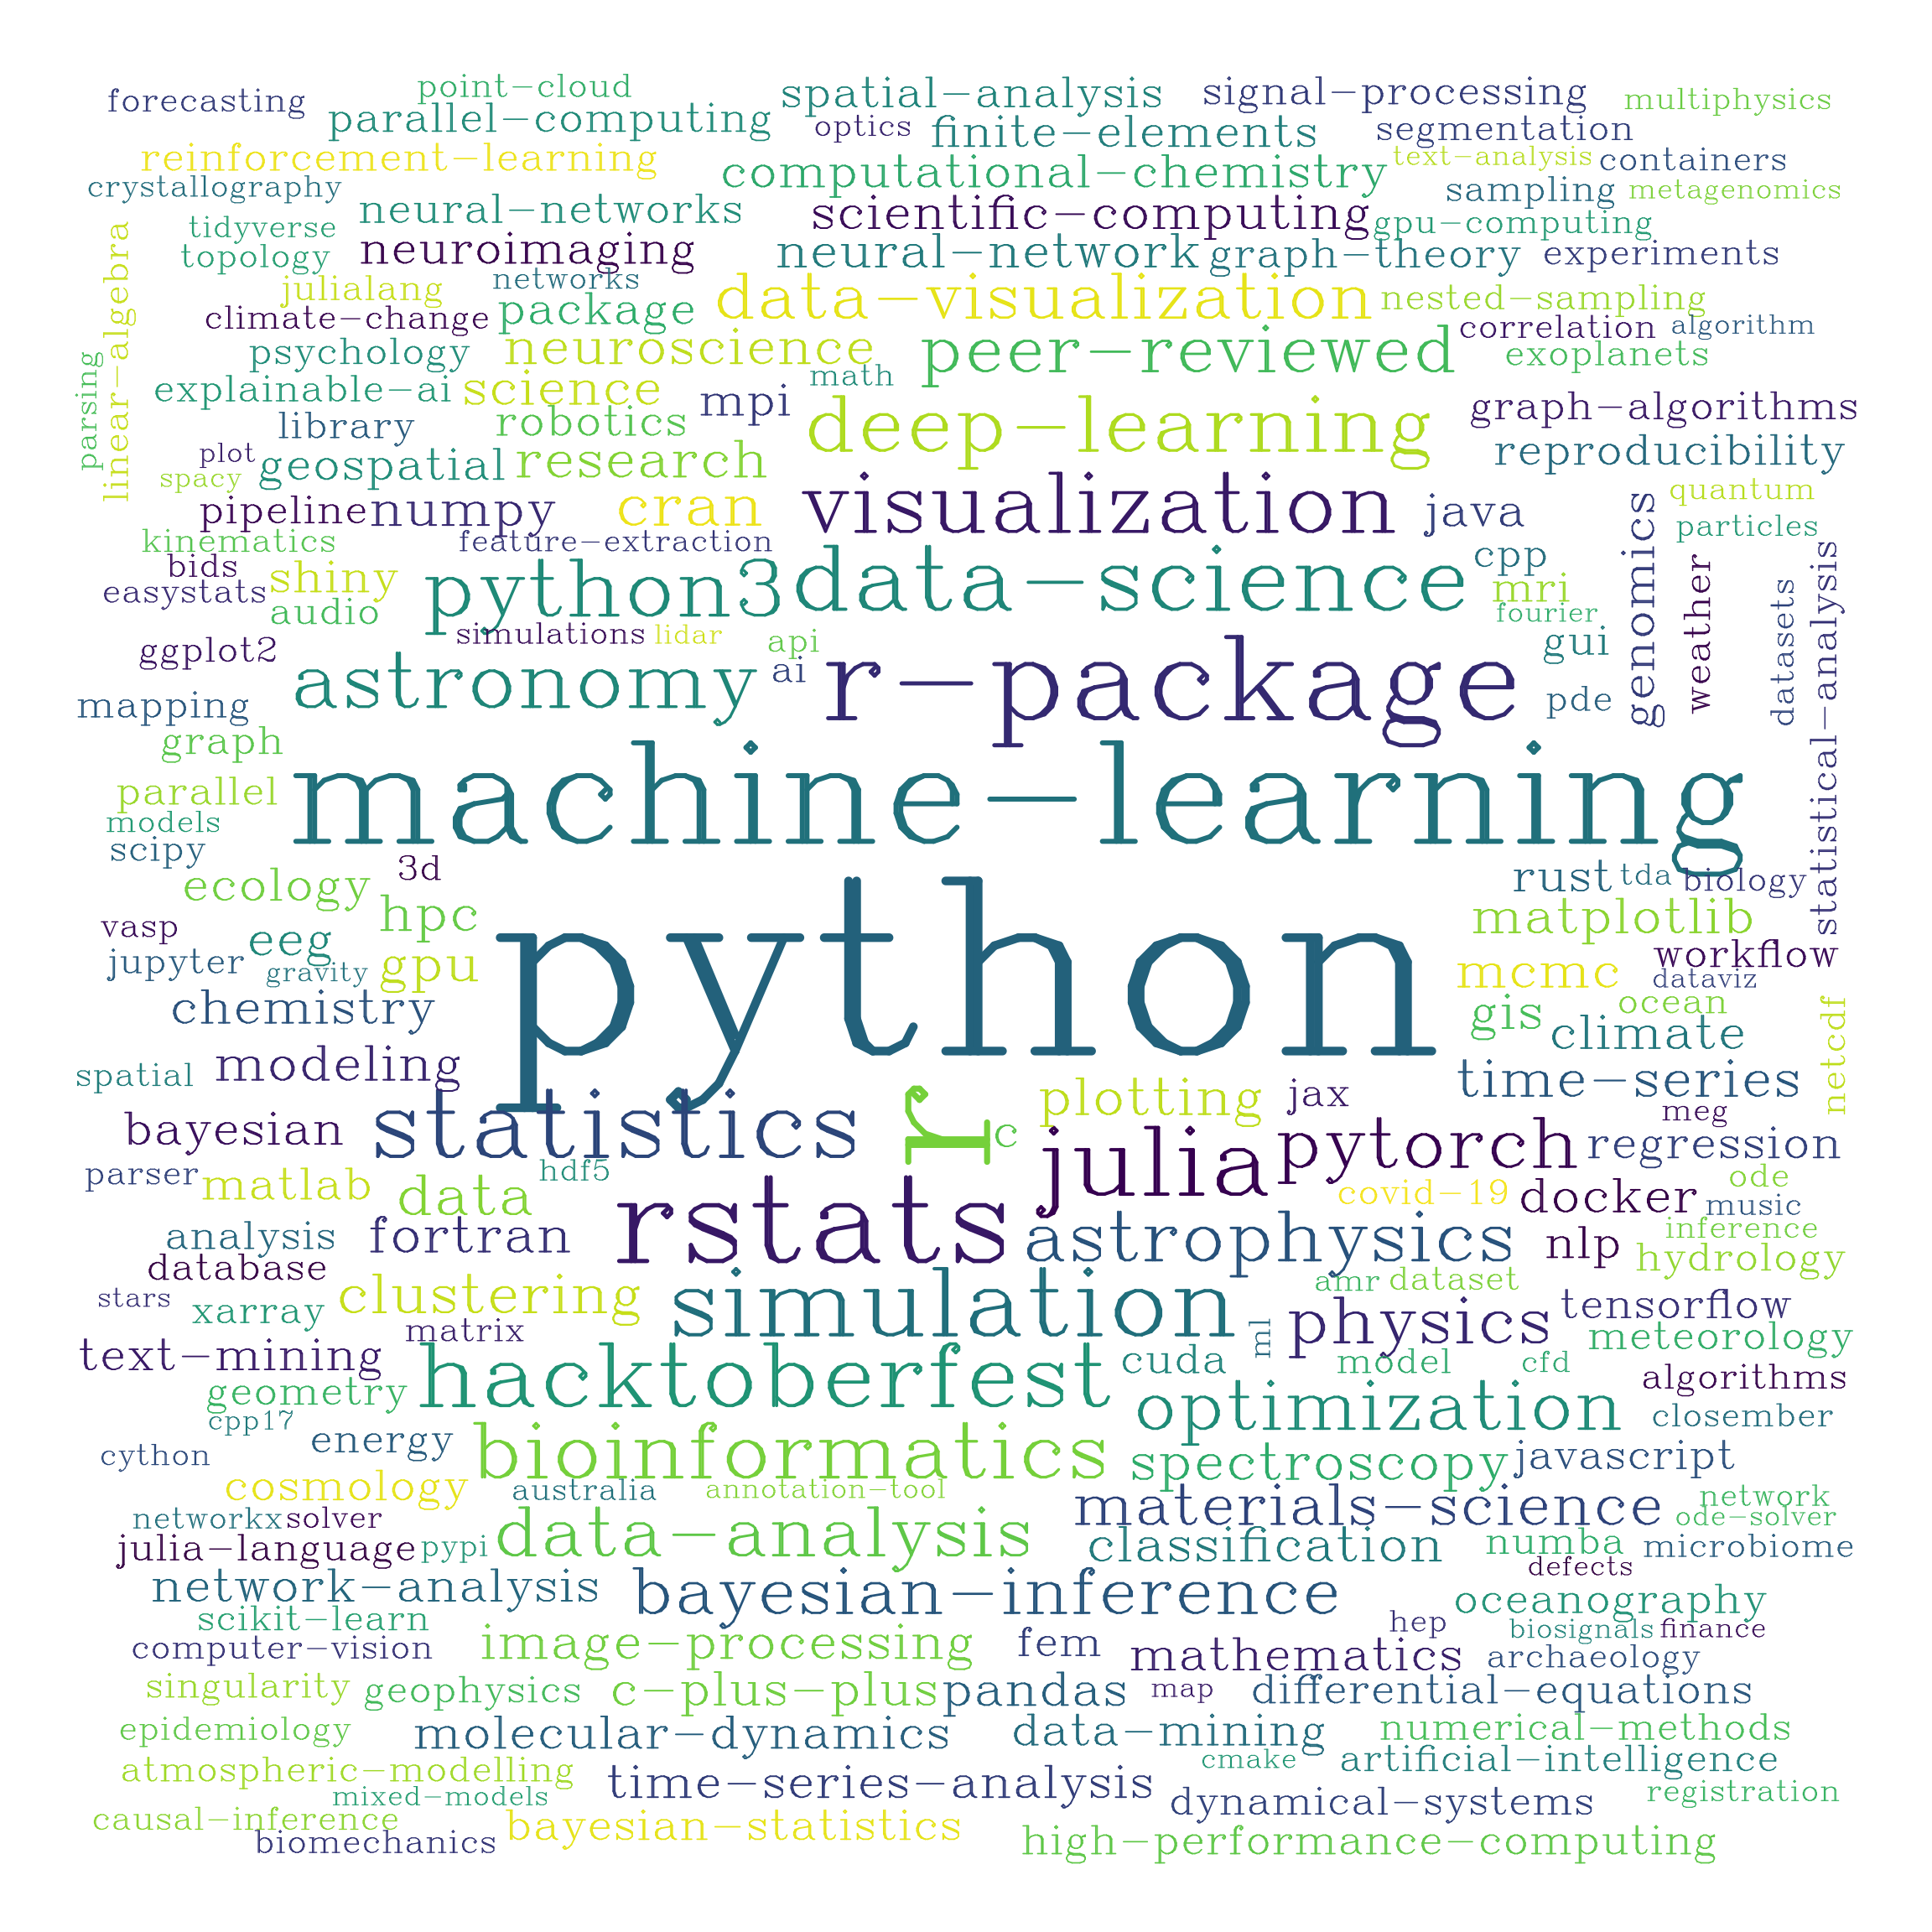 point-cloud
spatial-analysis
signal-processing
forecasting
parallel-computing
optics
finite-elements
segmentation
multiphysics
reinforcement-learning
computational-chemistry
text-analysis
containers
crystallography
neural-networks
scientific-computing
sampling
metagenomics
tidyverse
neuroimaging
neural-network
gpu-computing
topology
networks
graph-theory
experiments
linear-algebra
julialang
package
data-visualization
nested-sampling
climate-change
correlation
algorithm
psychology
neuroscience
peer-reviewed
exoplanets
parsing
explainable-ai
science
math
mpi
deep-learning
graph-algorithms
library
robotics
reproducibility
plot
geospatial
research
spacy
visualization
quantum
pipeline
numpy
cran
java
genomics
particles
kinematics
feature-extraction
bids
shiny
python3
data-science
cpp
mri
weather
easystats
audio
fourier
datasets
statistical-analysis
ggplot2
simulations
lidar
api
gui
astronomy
ai
r-package
pde
mapping
graph
machine-learning
parallel
models
scipy
3d
rust
tda
biology
ecology
hpc
python
matplotlib
vasp
eeg
workflow
jupyter
gravity
gpu
mcmc
dataviz
chemistry
gis
ocean
netcdf
climate
spatial
modeling
time-series
statistics
r
plotting
jax
meg
bayesian
c
julia
pytorch
regression
parser
matlab
data
hdf5
covid-19
docker
ode
music
analysis
fortran
rstats
astrophysics
nlp
inference
hydrology
database
stars
xarray
clustering
simulation
amr
dataset
physics
tensorflow
matrix
ml
meteorology
text-mining
hacktoberfest
cuda
model
cfd
algorithms
geometry
optimization
cpp17
energy
closember
cython
bioinformatics
spectroscopy
javascript
cosmology
australia
annotation-tool
materials-science
network
networkx
solver
ode-solver
julia-language
pypi
data-analysis
classification
numba
microbiome
defects
network-analysis
bayesian-inference
oceanography
scikit-learn
hep
biosignals
finance
computer-vision
image-processing
fem
mathematics
archaeology
singularity
geophysics
c-plus-plus
pandas
map
differential-equations
epidemiology
molecular-dynamics
data-mining
numerical-methods
atmospheric-modelling
cmake
artificial-intelligence
mixed-models
time-series-analysis
dynamical-systems
registration
causal-inference
bayesian-statistics
biomechanics
high-performance-computing